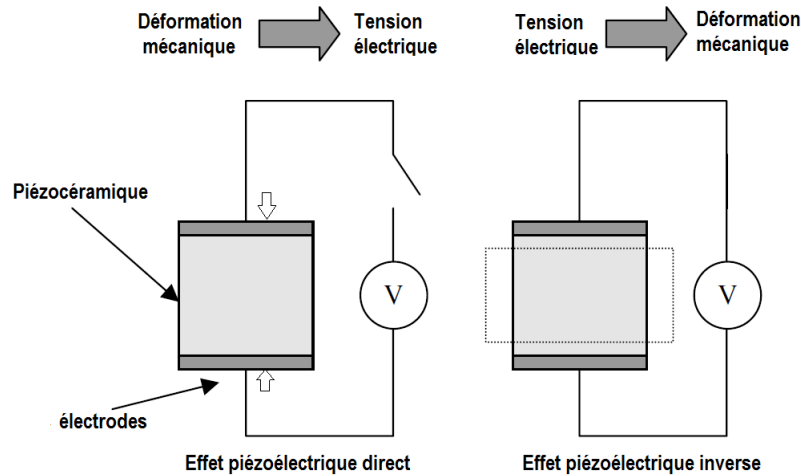 Déformation
mécanique
Tension
électrique
Tension
électrique
Déformation
mécanique
Piézocéramique
V
V
électrodes
Effet piézoélectrique direct
Effet piézoélectrique inverse